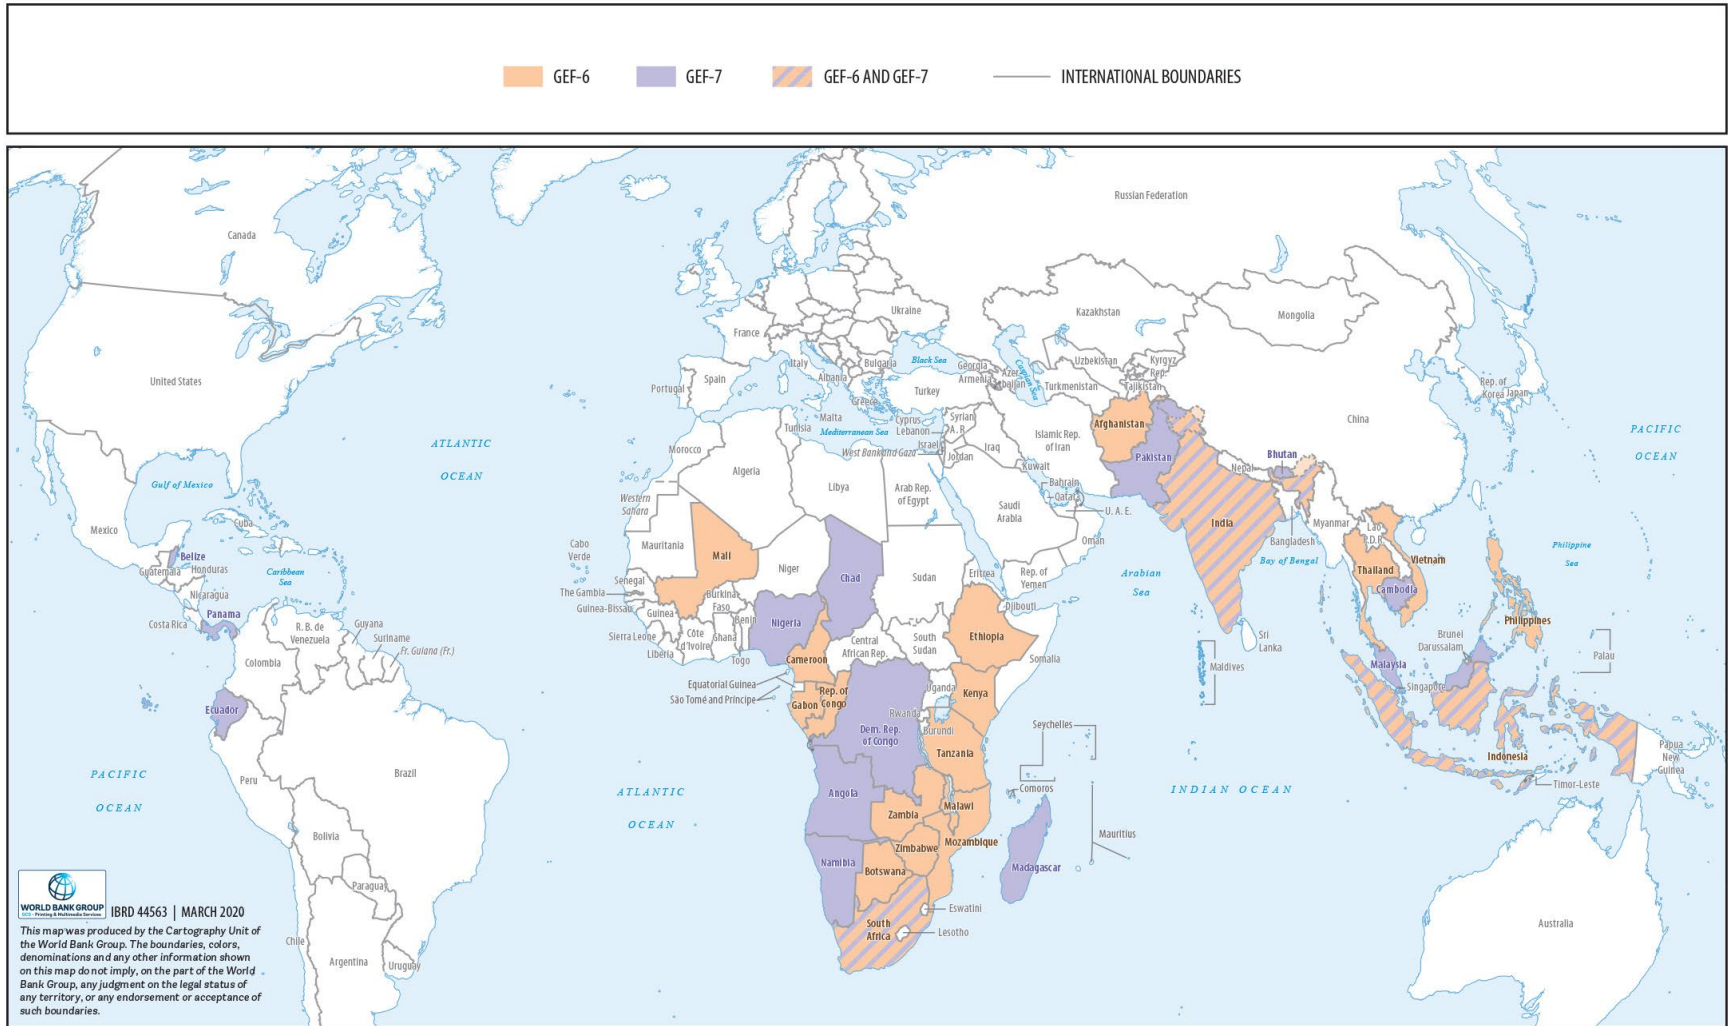 GEF-6
GEF-7
GEF-6 AND GEF-7
INTERNATIONAL BOUNDARIES
Russian Federation
Canada
Ukraine
Kazakhstan
Mongolia
France
United States
Italy
Bulgaria
Black Sea
Georgia
Armenia
Azer-
baijan
Caspian Sea
Uzbekistan
Kyrgyz
Rep.
Portugal
Spain
Albania
Greece
Turkey
Turkmenistan
Tajikistan
Rep. of
Korea
Japan
China
Malta
Tunisia
Mediterranean Sea
Cyprus
Lebanon
Israel
West Bank and Gaza
Syrian
A. R.
Jordan
Iraq
Islamic Rep.
of Iran
Afghanistan
ATLANTIC
OCEAN
PACIFIC
OCEAN
Morocco
Algeria
Libya
Arab Rep.
of Egypt
Kuwait
Bahrain
Qatar
U. A. E.
Saudi
Arabia
Pakistan
Nepal
Bhutan
Gulf of Mexico
Western
Sahara
Mexico
Cuba
Oman
India
Bangladesh
Myanmar
Lao
P.D.R.
Cabo
Verde
Mauritania
Mali
Niger
Chad
Sudan
Eritrea
Rep. of
Yemen
Arabian
Sea
Bay of Bengal
Philippine
Sea
Belize
Guatemala
Honduras
Nicaragua
Caribbean
Sea
Thailand
Vietnam
Cambodia
Philippines
Senegal
The Gambia
Guinea-Bissau
Guinea
Sierra Leone
Liberia
Burkina
Faso
Côte
d'Ivoire
Ghana
Benin
Togo
Nigeria
Central
African Rep.
South
Sudan
Ethiopia
Djibouti
Somalia
Panama
Costa Rica
R. B. de
Venezuela
Guyana
Suriname
Fr. Guiana (Fr.)
Colombia
Sri
Lanka
Maldives
Brunei
Darussalam
Malaysia
Singapore
Palau
Cameroon
Equatorial Guinea
São Tomé and Príncipe
Gabon
Rep. of
Congo
Uganda
Kenya
Rwanda
Burundi
Dem. Rep.
of Congo
Tanzania
Seychelles
Ecuador
Peru
Brazil
Indonesia
Papua
New
Guinea
Timor-Leste
PACIFIC
OCEAN
ATLANTIC
OCEAN
INDIAN OCEAN
Comoros
Angola
Zambia
Malawi
Mozambique
Zimbabwe
Mauritius
Madagascar
Bolivia
Namibia
Botswana
Paraguay
South
Africa
Eswatini
Lesotho
Australia
Chile
Argentina
Uruguay
WORLD BANK GROUP
GCS - Printing & Multimedia Services
IBRD 44563 | MARCH 2020
This map was produced by the Cartography Unit of
the World Bank Group. The boundaries, colors,
denominations and any other information shown
on this map do not imply, on the part of the World
Bank Group, any judgment on the legal status of
any territory, or any endorsement or acceptance of
such boundaries.